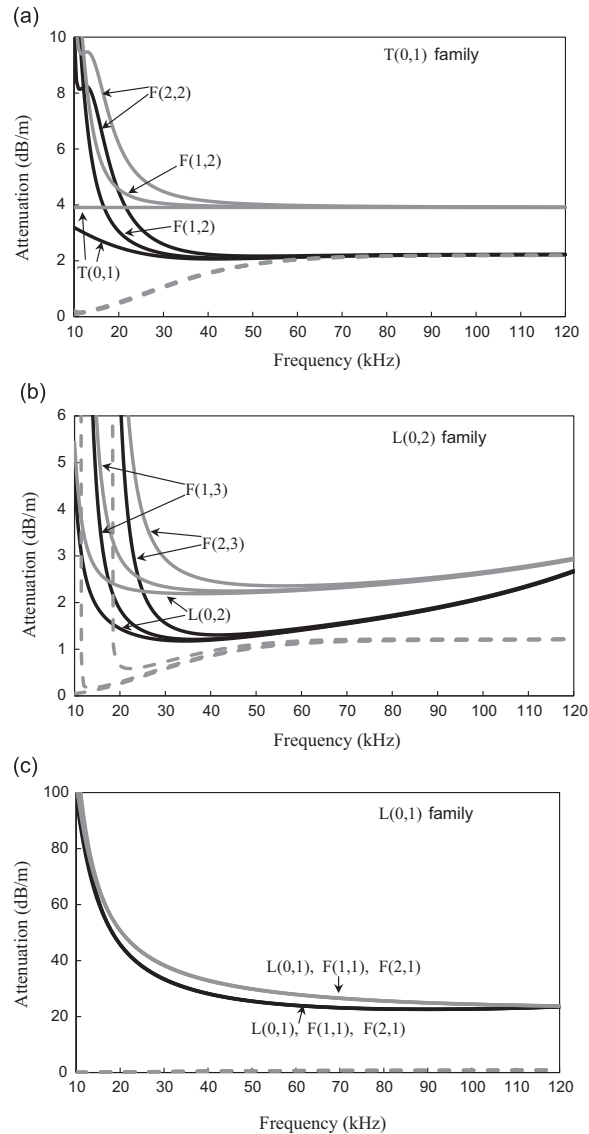 (a)
T(0,1) family
10
8
6
4
2
0
Attenuation (dB/m)
F(2,2)
F(1,2)
F(1,2)
T(0,1)
10 20 30 40 50 60 70 80 90 100 110 120
Frequency (kHz)
(b)
L(0,2) family
6
5
4
3
2
1
0
Attenuation (dB/m)
F(1,3)
F(2,3)
L(0,2)
10 20 30 40 50 60 70 80 90 100 110 120
Frequency (kHz)
(c)
L(0,1) family
100
80
60
40
20
0
Attenuation (dB/m)
L(0,1), F(1,1), F(2,1)
L(0,1), F(1,1), F(2,1)
10 20 30 40 50 60 70 80 90 100 110 120
Frequency (kHz)